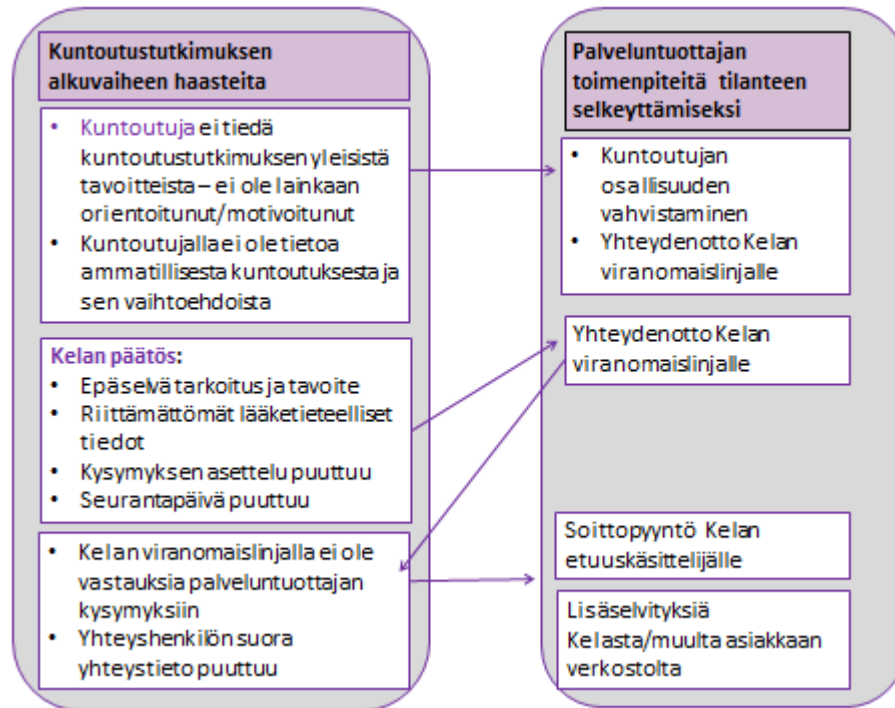 Kuntoutustutkimuksen
alkuvaiheen haasteita
• Kuntoutuja ei tiedä
kuntoutustutkimuksen yleisistä
tavoitteista – ei ole lainkaan
orientoitunut/motivoitunut
• Kuntoutujalla ei ole tietoa
ammatillisesta kuntoutuksesta ja
sen vaihtoehdoista
Kelan päätös:
• Epäselvä tarkoitus ja tavoite
• Riittämättömät lääketieteelliset
tiedot
• Kysymyksen asettelu puuttuu
• Seurantapäivä puuttuu
• Kelan viranomaislinjalla ei ole
vastauksia palveluntuottajan
kysymyksiin
• Yhteyshenkilön suora
yhteystieto puuttuu
Palveluntuottajan
toimenpiteitä tilanteen
selkeyttämiseksi
• Kuntoutujan
osallisuuden
vahvistaminen
• Yhteydenotto Kelan
viranomaislinjalle
Yhteydenotto Kelan
viranomaislinjalle
Soittopyyntö Kelan
etuuskäsittelijälle
Lisäselvityksiä
Kelasta/muulta asiakkaan
verkostolta